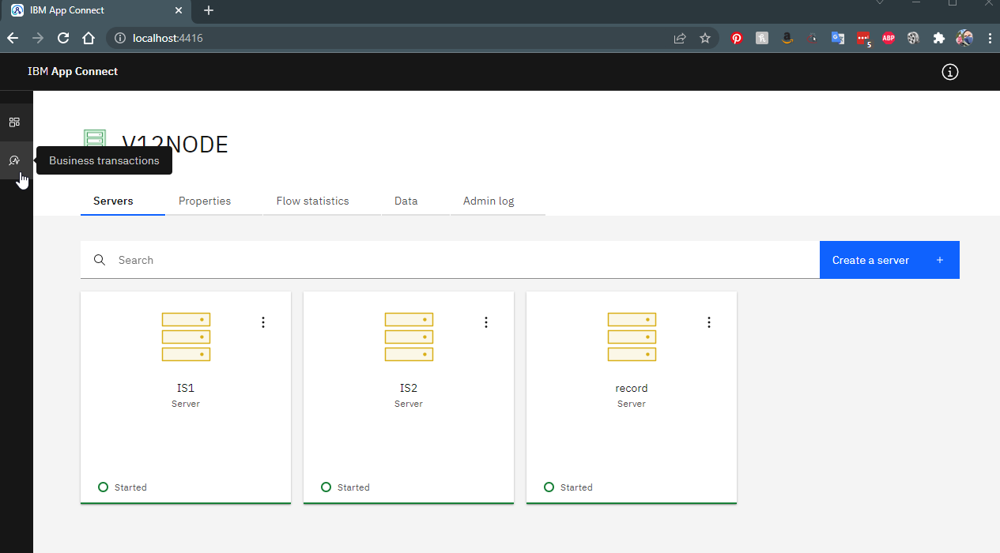 IBM App Connect
localhost:4416
5
ABP
IBM App Connect
V12NODE
Business transactions
Servers Properties Flow statistics Data Admin log
Search
Create a server +
IS1 IS2 record
Server Server Server
Started Started Started